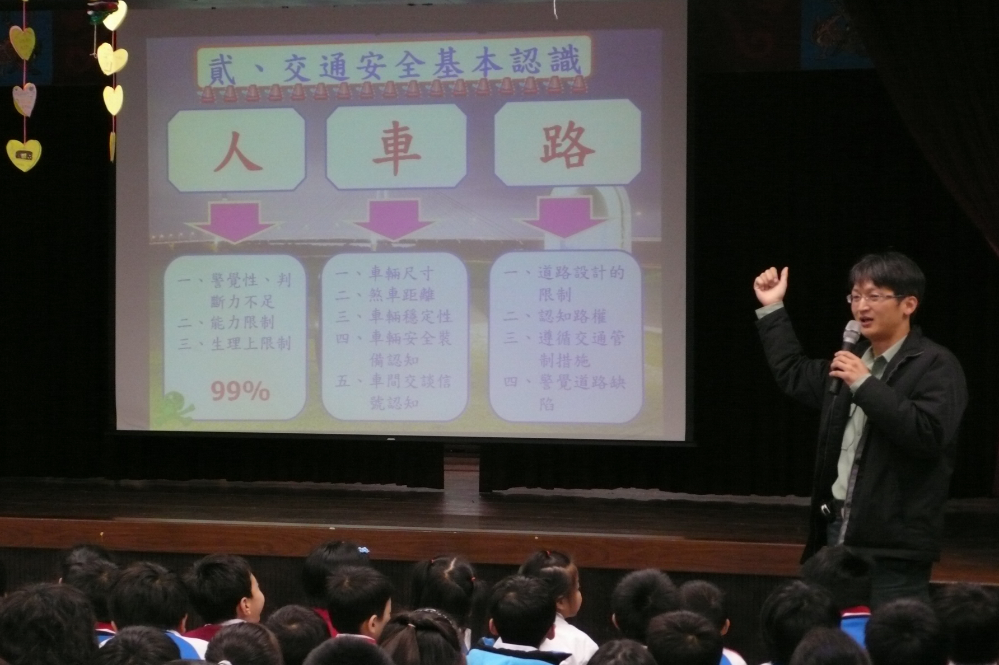 貳、交通安全基本認識
人
車
路
一、警覺性、判
斷力不足
二、能力限制
三、生理上限制
99%
一、車輛尺寸
二、煞車距離
三、車輛穩定性
四、車輛安全裝
備認知
五、車間交談信
號認知
一、道路設計的
限制
二、認知路權
三、遵循交通管
制措施
四、警覺道路缺
陷